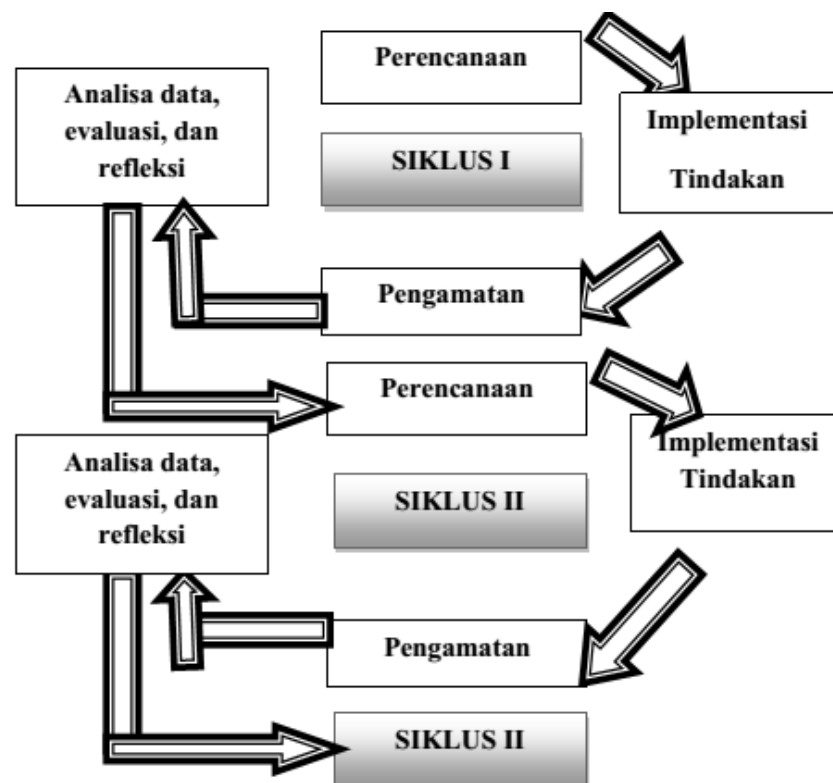 Perencanaan
Analisa data,
evaluasi, dan
refleksi
Implementasi
Tindakan
SIKLUS I
Pengamatan
Perencanaan
Implementasi
Tindakan
Analisa data,
evaluasi, dan
refleksi
SIKLUS II
Pengamatan
SIKLUS II